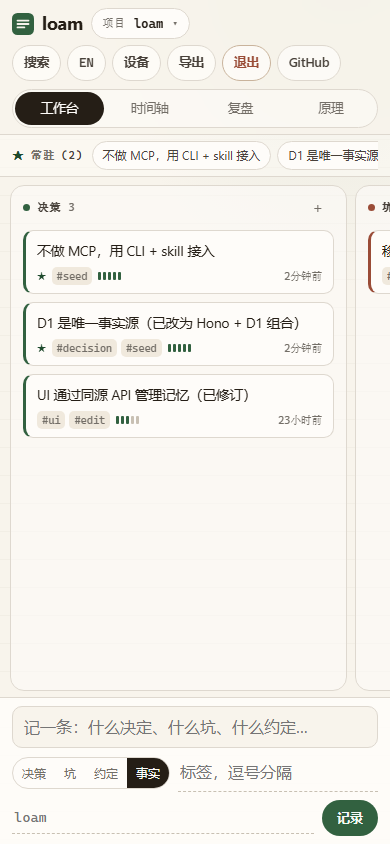 loam 项目 loam ▾
搜索 EN 设备 导出 退出 GitHub
工作台 时间轴 复盘 原理
★ 常驻 (2) 不做 MCP，用 CLI + skill 接入 D1 是唯一事实源
决策 3 +
不做 MCP，用 CLI + skill 接入
★ #seed 2分钟前
D1 是唯一事实源（已改为 Hono + D1 组合）
★ #decision #seed 2分钟前
UI 通过同源 API 管理记忆（已修订）
#ui #edit 23小时前
记一条：什么决定、什么坑、什么约定...
决策 坑 约定 事实 标签，逗号分隔
loam 记录